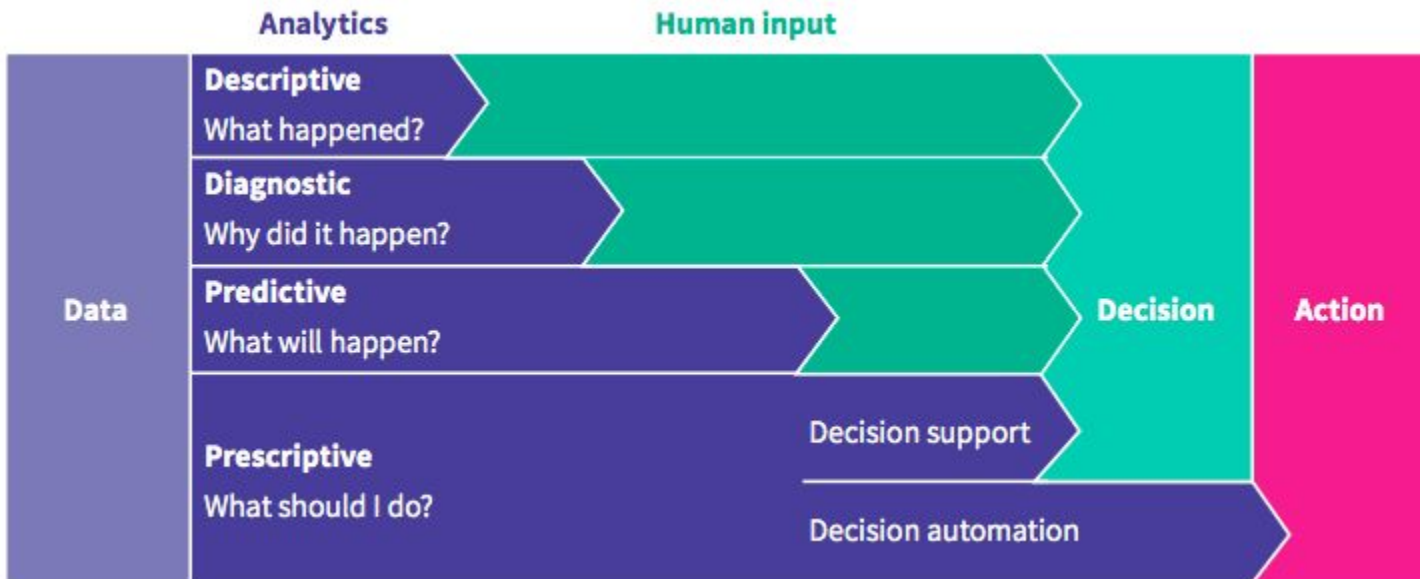 Analytics
Human input
Data
Descriptive
What happened?
Diagnostic
Why did it happen?
Predictive
What will happen?
Prescriptive
What should I do?
Decision support
Decision automation
Decision
Action